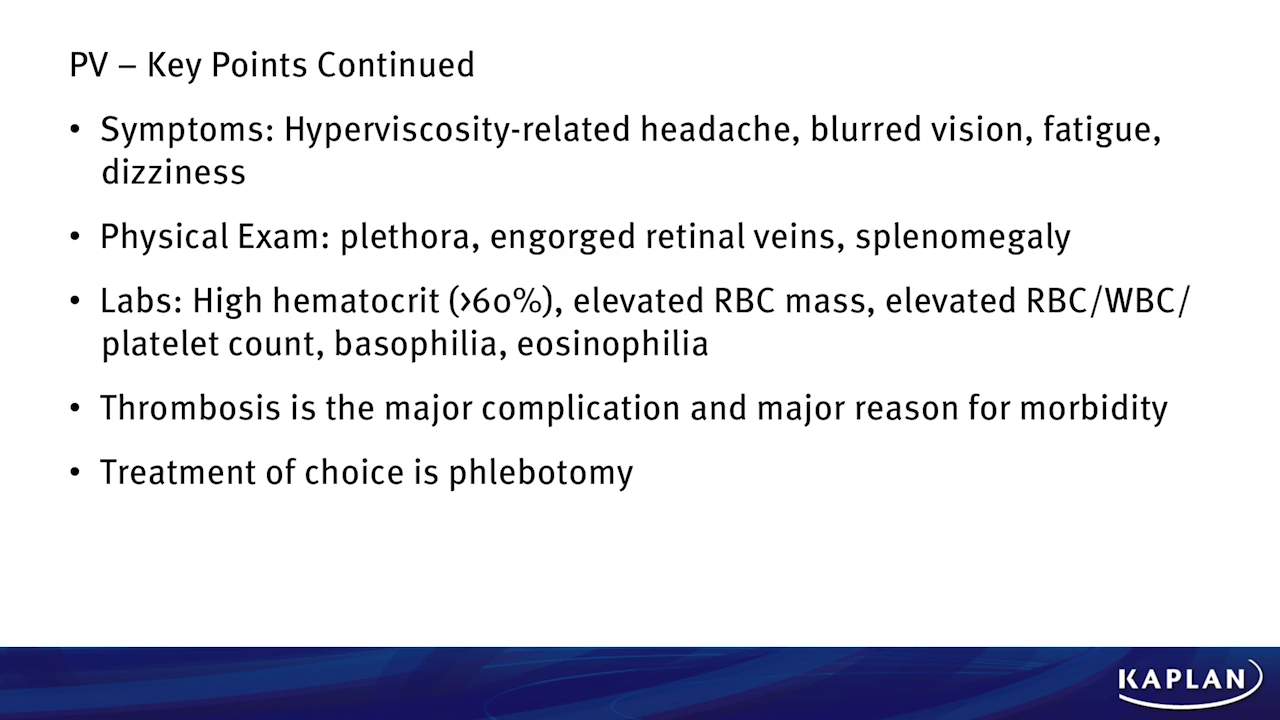 PV – Key Points Continued
• Symptoms: Hyperviscosity-related headache, blurred vision, fatigue,
dizziness
• Physical Exam: plethora, engorged retinal veins, splenomegaly
• Labs: High hematocrit (>60%), elevated RBC mass, elevated RBC/WBC/
platelet count, basophilia, eosinophilia
• Thrombosis is the major complication and major reason for morbidity
• Treatment of choice is phlebotomy
KAPLAN